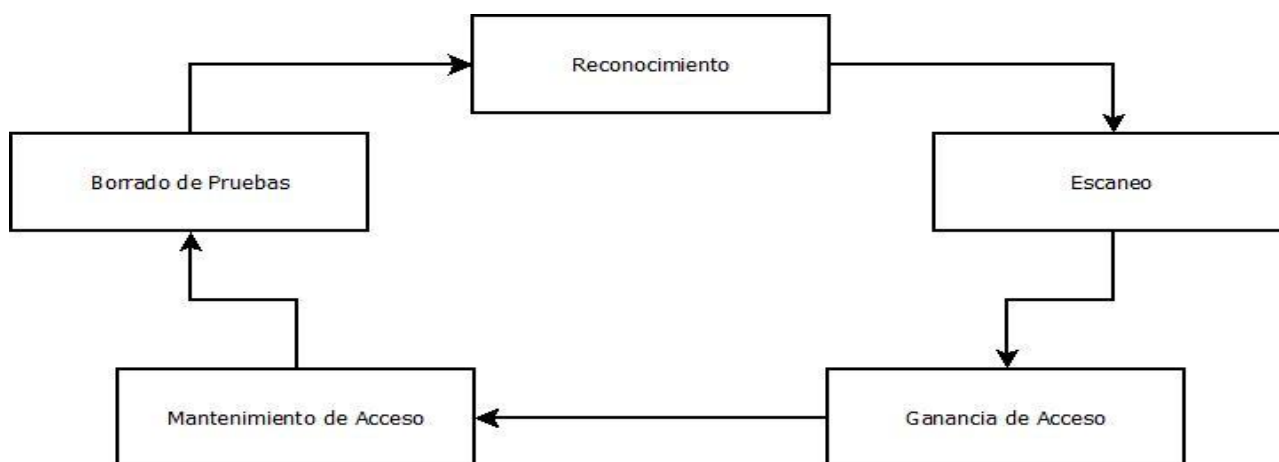 Reconocimiento
Borrado de Pruebas
Escaneo
Mantenimiento de Acceso
Ganancia de Acceso